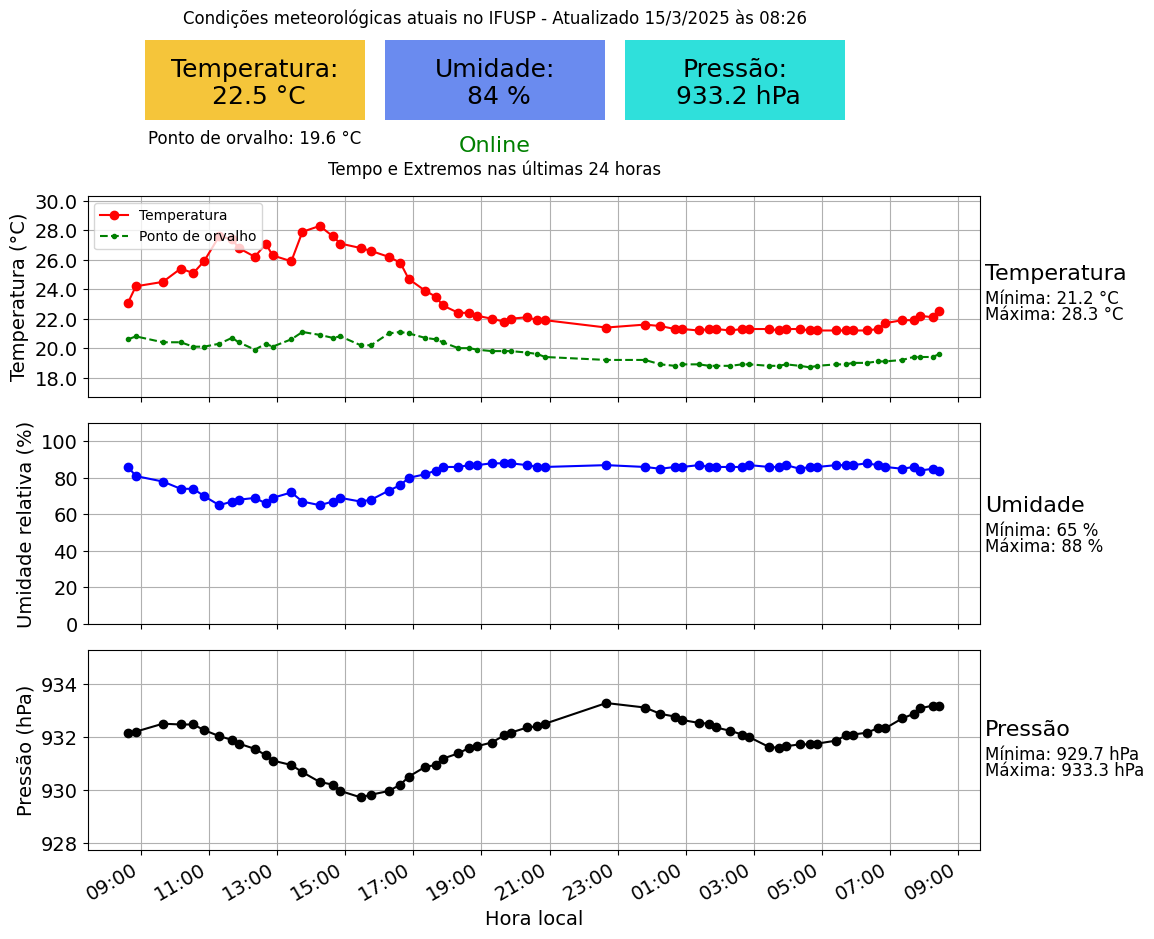 Condições meteorológicas atuais no IFUSP - Atualizado 15/3/2025 às 08:26
Temperatura:
22.5 °C
Umidade:
84 %
Pressão:
933.2 hPa
Ponto de orvalho: 19.6 °C
Online
Tempo e Extremos nas últimas 24 horas
Temperatura (°C)
30.0
28.0
26.0
24.0
22.0
20.0
18.0
Temperatura
Ponto de orvalho
Temperatura
Mínima: 21.2 °C
Máxima: 28.3 °C
Umidade relativa (%)
100
80
60
40
20
0
Umidade
Mínima: 65 %
Máxima: 88 %
Pressão (hPa)
934
932
930
928
Pressão
Mínima: 929.7 hPa
Máxima: 933.3 hPa
09:00 11:00 13:00 15:00 17:00 19:00 21:00 23:00 01:00 03:00 05:00 07:00 09:00
Hora local